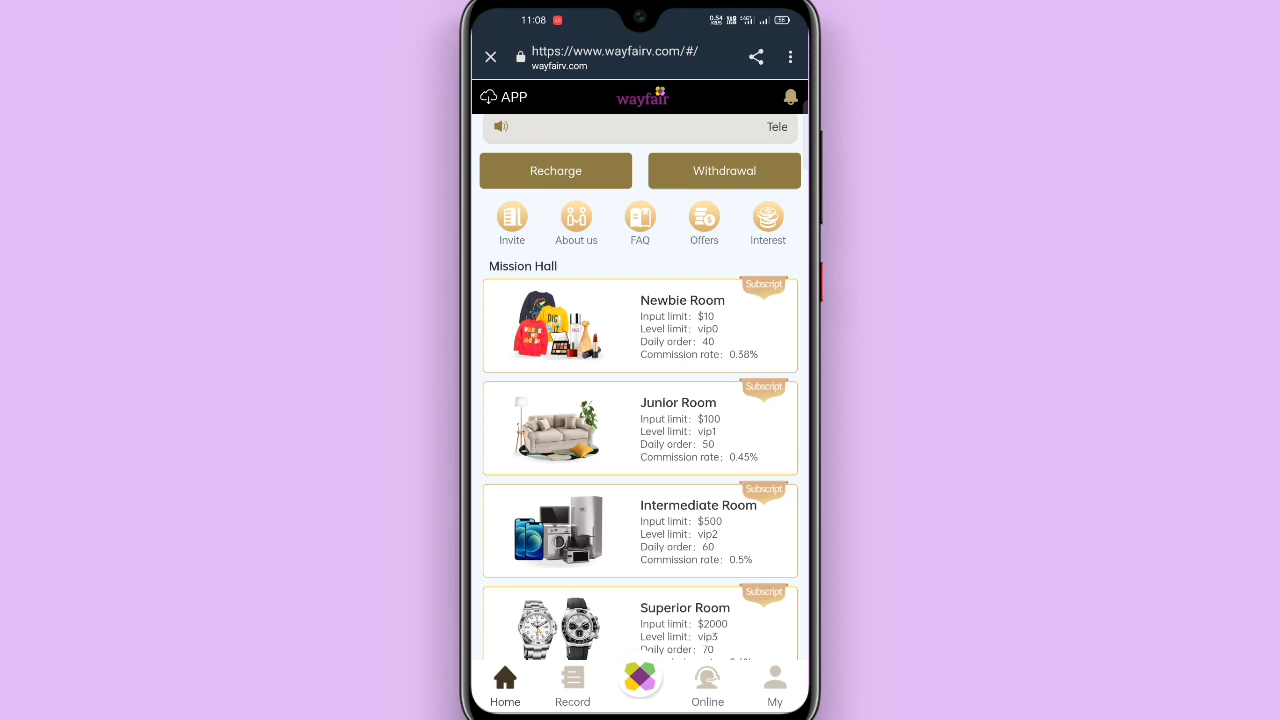 11:08
0.54
KB/S
58
https://www.wayfairv.com/#/
wayfairv.com
APP
wayfair
Tele
Recharge
Withdrawal
Invite
About us
FAQ
Offers
Interest
Mission Hall
Subscript
Newbie Room
Input limit： $10
Level limit： vip0
Daily order： 40
Commission rate： 0.38%
Subscript
Junior Room
Input limit： $100
Level limit： vip1
Daily order： 50
Commission rate： 0.45%
Subscript
Intermediate Room
Input limit： $500
Level limit： vip2
Daily order： 60
Commission rate： 0.5%
Subscript
Superior Room
Input limit： $2000
Level limit： vip3
Daily order： 70
Home
Record
Online
My